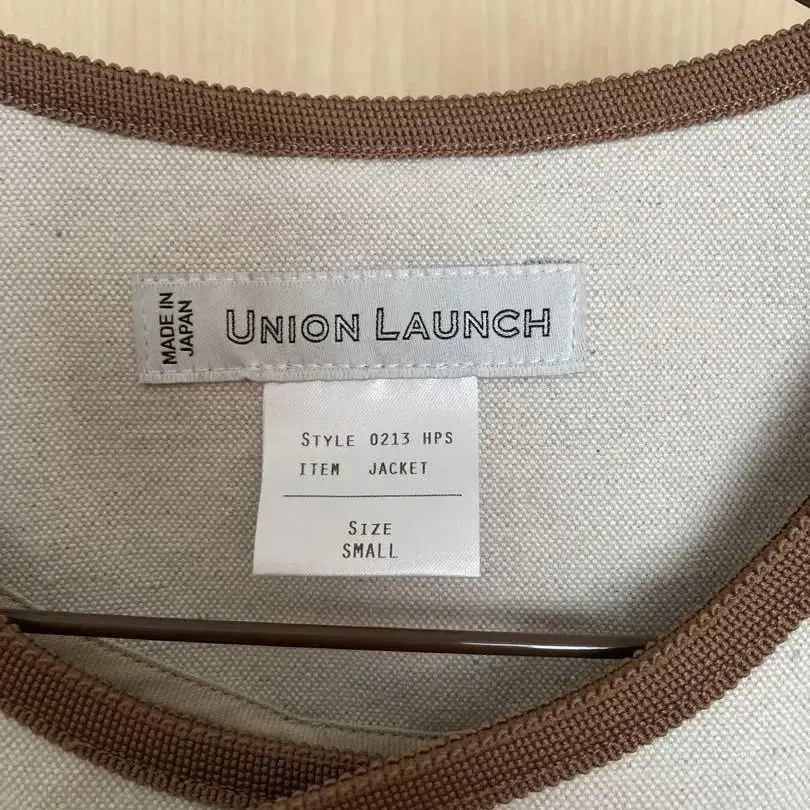 MADE IN
JAPAN
UNION LAUNCH
STYLE 0213 HPS
ITEM JACKET
SIZE
SMALL